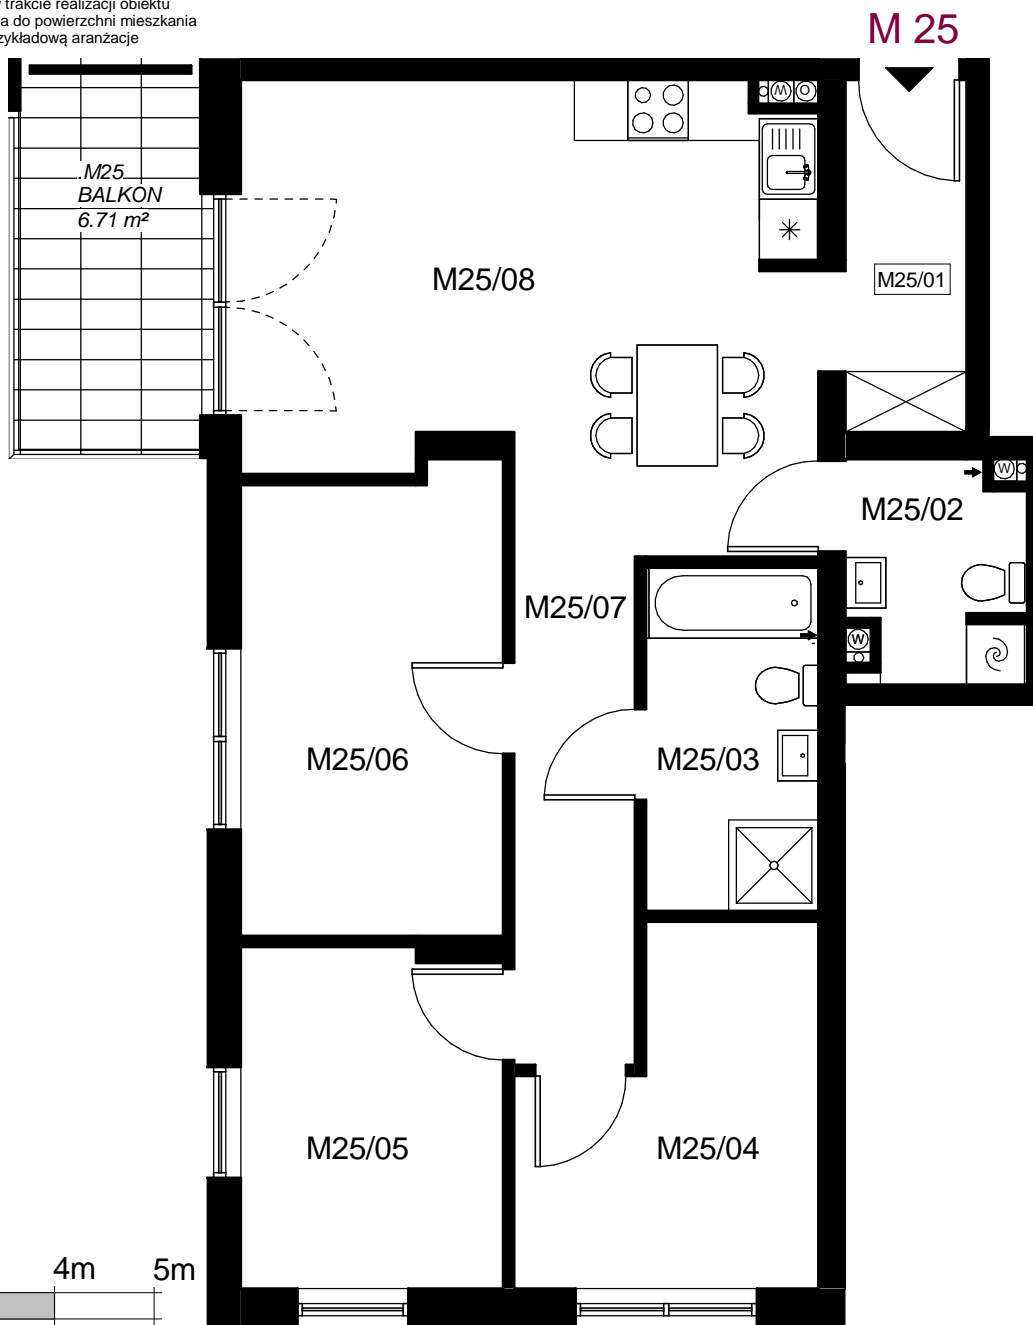 trakcie realizacji obiektu
a do powierzchni mieszkania
zykładową aranżacje
M 25
.M25
BALKON
6.71 m²
W
O
M25/08
M25/01
W
M25/02
M25/07
W
M25/06
M25/03
M25/05
M25/04
4m
5m